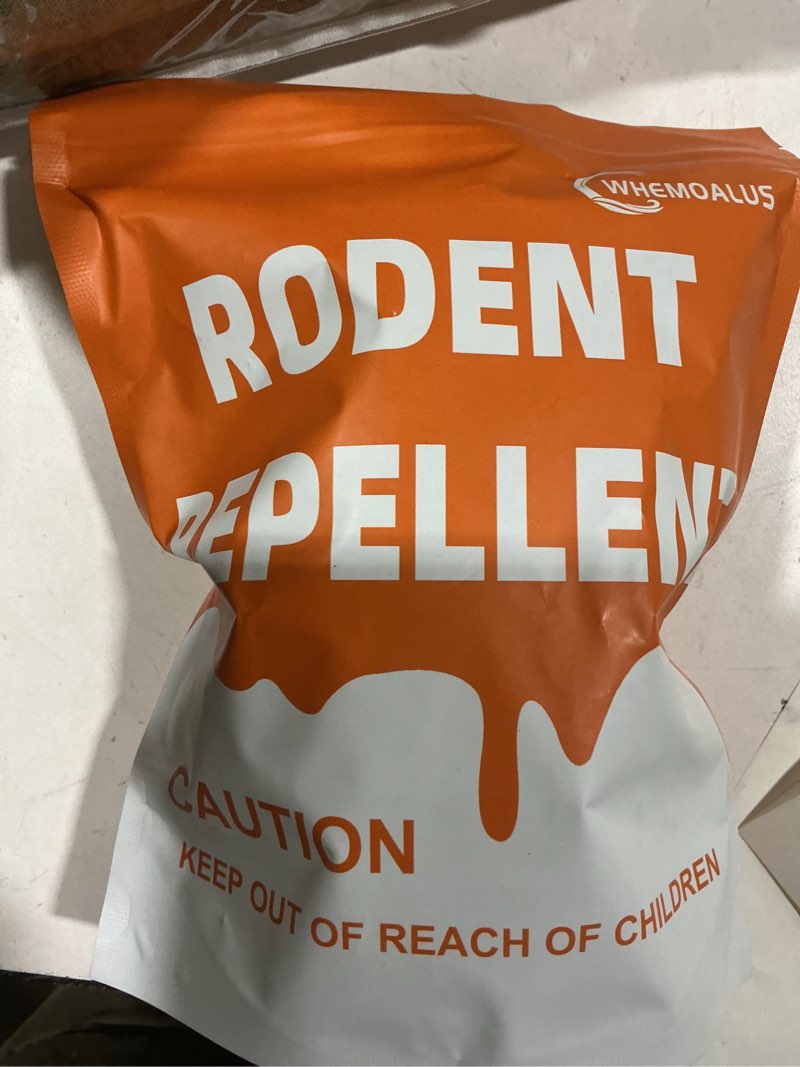 WHEMOALUS
RODENT
REPELLENT
CAUTION
KEEP OUT OF REACH OF CHILDREN